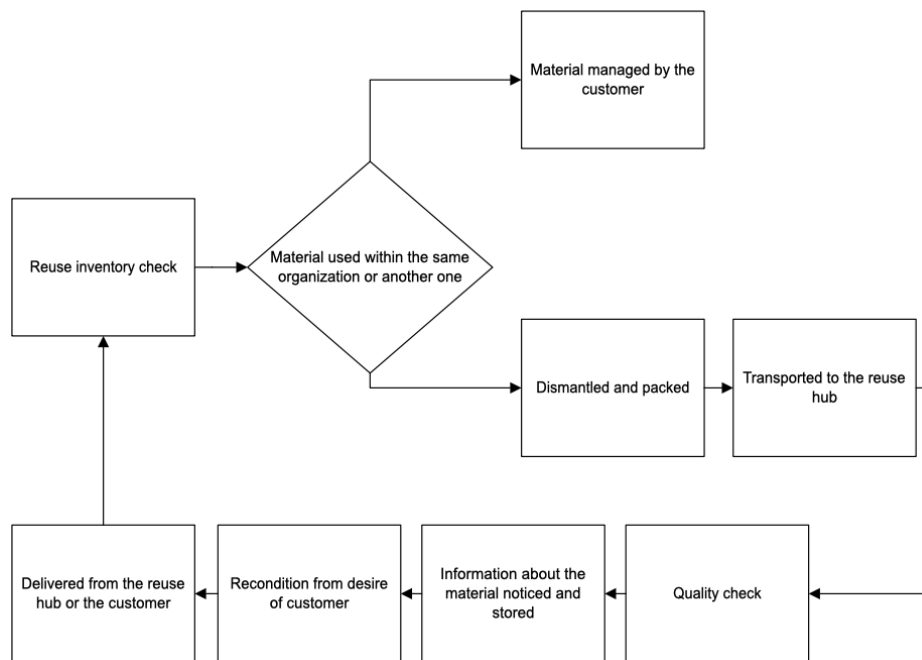 Material managed by the
customer
Reuse inventory check
Material used within the same
organization or another one
Dismantled and packed
Transported to the reuse
hub
Delivered from the reuse
hub or the customer
Recondition from desire
of customer
Information about the
material noticed and
stored
Quality check